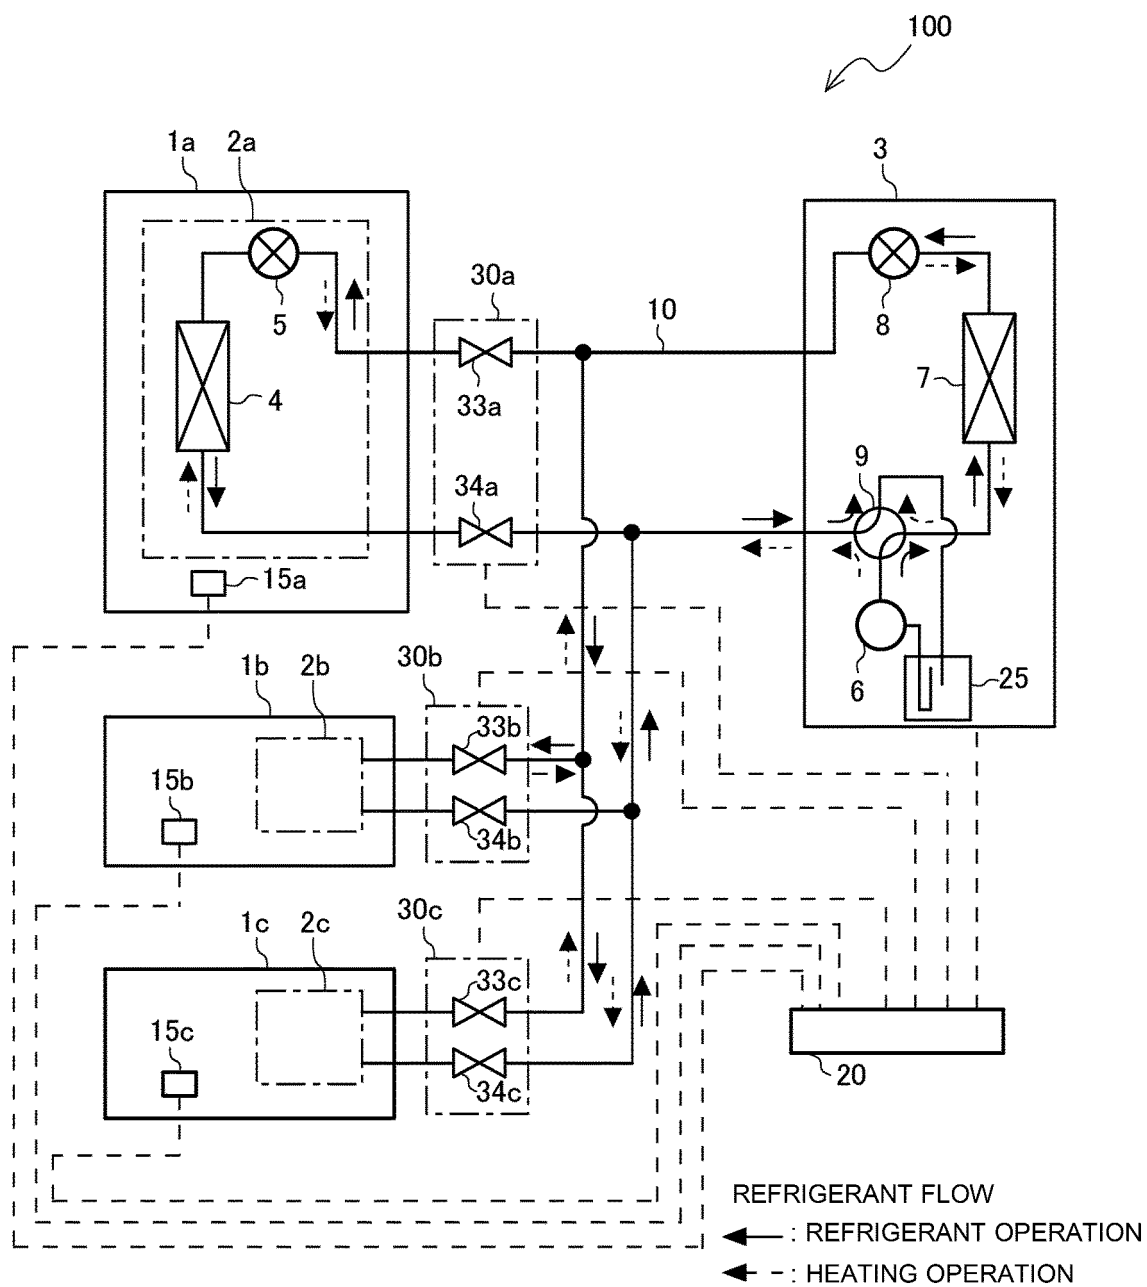 100
1a
2a
3
30a
5
10
8
33a
4
7
34a
9
15a
1b
2b
30b
6
25
33b
15b
34b
1c
2c
30c
33c
15c
34c
20
REFRIGERANT FLOW
: REFRIGERANT OPERATION
: HEATING OPERATION